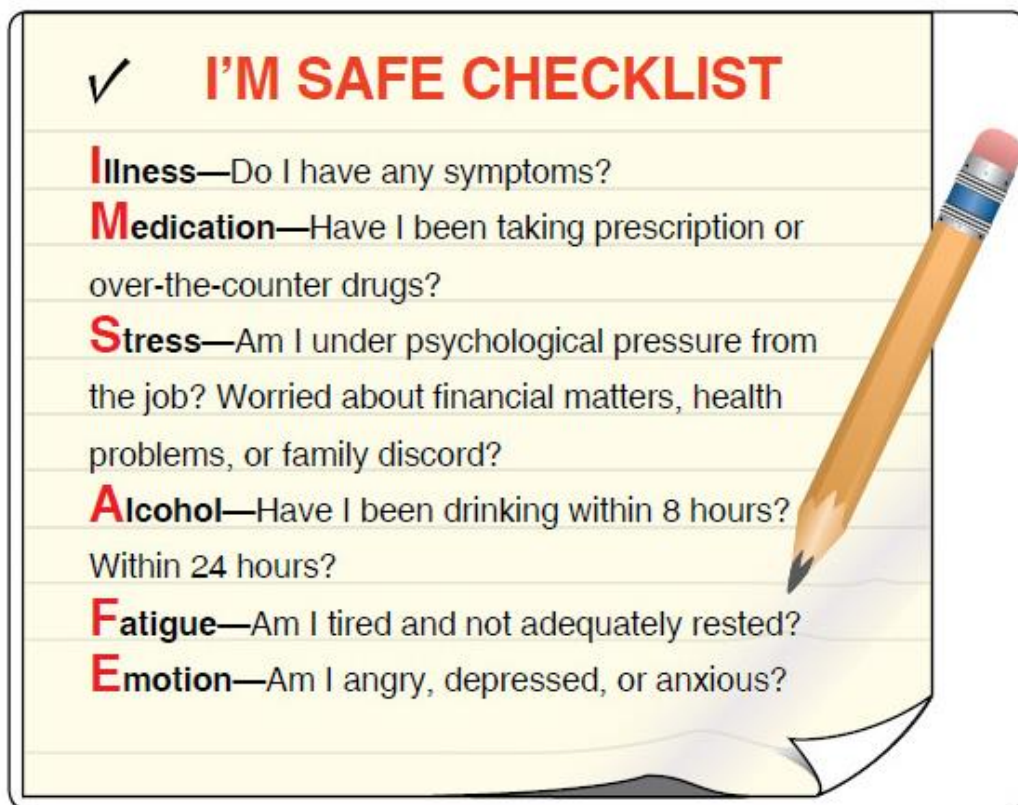 I'M SAFE CHECKLIST
Illness—Do I have any symptoms?
Medication—Have I been taking prescription or
over-the-counter drugs?
Stress—Am I under psychological pressure from
the job? Worried about financial matters, health
problems, or family discord?
Alcohol—Have I been drinking within 8 hours?
Within 24 hours?
Fatigue—Am I tired and not adequately rested?
Emotion—Am I angry, depressed, or anxious?